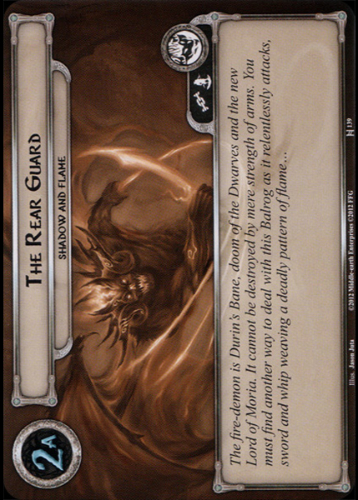 2A
THE REAR GUARD
SHADOW AND FLAME
The fire-demon is Durin's Bane, doom of the Dwarves and the new
Lord of Moria. It cannot be destroyed by mere strength of arms. You
must find another way to deal with this Balrog as it relentlessly attacks,
sword and whip weaving a deadly pattern of flame…
Illus. Jason Juta ©2012 Middle-earth Enterprises ©2012 FFG 139